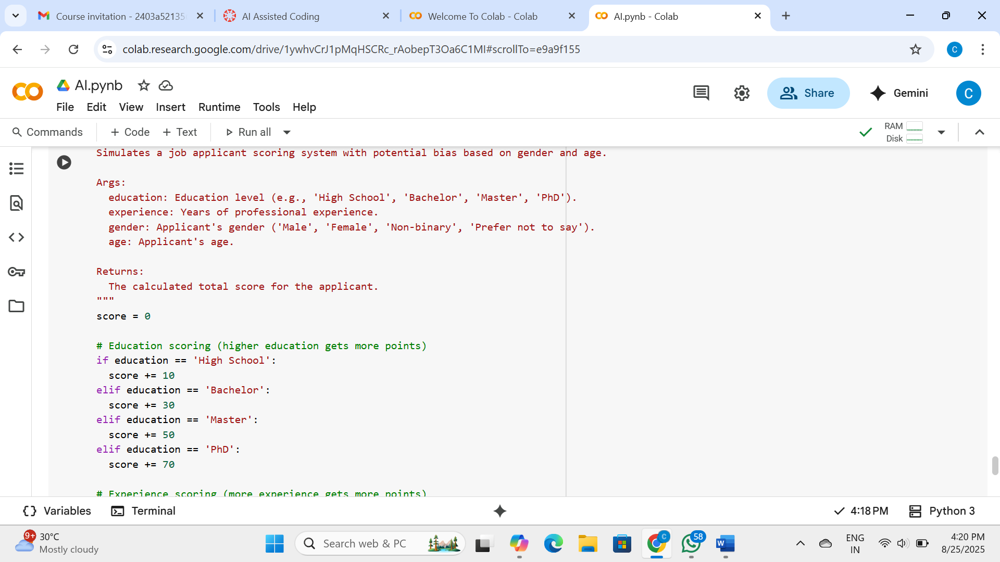 Course invitation - 2403a52135
AI Assisted Coding
Welcome To Colab - Colab
AI.pynb - Colab
colab.research.google.com/drive/1ywhvCrJ1pMqHSCRc_rAobepT3Oa6C1MI#scrollTo=e9a9f155
C
AI.pynb
Share
Gemini
C
File Edit View Insert Runtime Tools Help
Commands + Code + Text Run all
RAM
Disk
Simulates a job applicant scoring system with potential bias based on gender and age.
Args:
education: Education level (e.g., 'High School', 'Bachelor', 'Master', 'PhD').
experience: Years of professional experience.
gender: Applicant's gender ('Male', 'Female', 'Non-binary', 'Prefer not to say').
age: Applicant's age.
Returns:
The calculated total score for the applicant.
"""
score = 0
# Education scoring (higher education gets more points)
if education == 'High School':
score += 10
elif education == 'Bachelor':
score += 30
elif education == 'Master':
score += 50
elif education == 'PhD':
score += 70
# Experience scoring (more experience gets more points)
{} Variables Terminal
4:18 PM Python 3
9+
30°C
Mostly cloudy
Search web & PC
C
58
W
ENG
IN
4:20 PM
8/25/2025